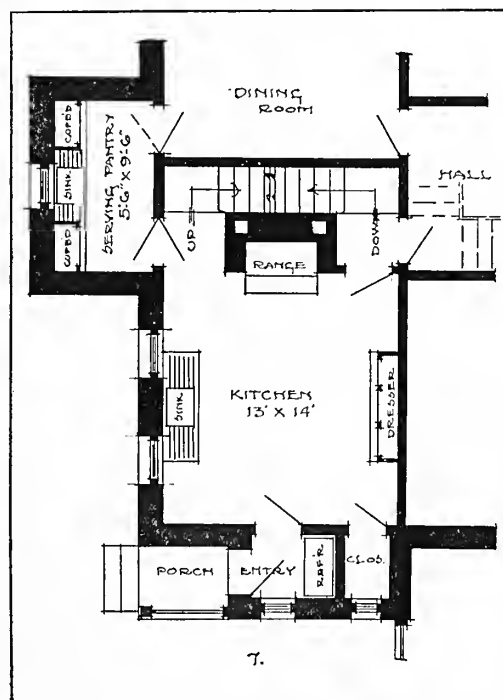 DINING
ROOM
HALL
CUPBD
SINK
CUPBD
SERVING PANTRY
5'-6" X 9'-6"
UP
DOWN
RANGE
KITCHEN
13' X 14'
SINK
DRESSER
PORCH
ENTRY
REF'R
CLOS.
7.